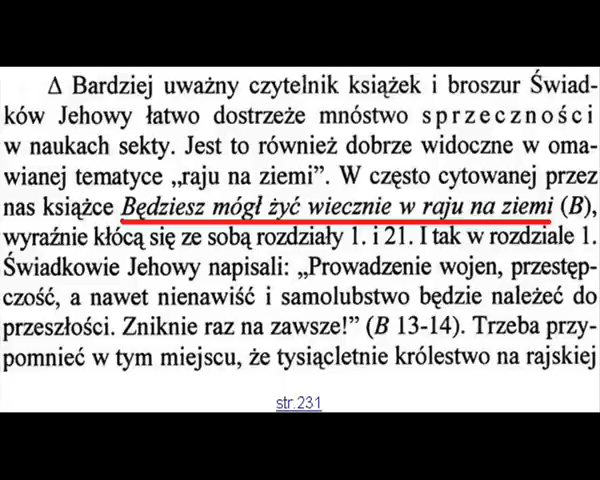 Δ Bardziej uważny czytelnik książek i broszur Świad-
ków Jehowy łatwo dostrzeże mnóstwo sprzeczności
w naukach sekty. Jest to również dobrze widoczne w oma-
wianej tematyce „raju na ziemi”. W często cytowanej przez
nas książce Będziesz mógł żyć wiecznie w raju na ziemi (B),
wyraźnie kłócą się ze sobą rozdziały 1. i 21. I tak w rozdziale 1.
Świadkowie Jehowy napisali: „Prowadzenie wojen, przestęp-
czość, a nawet nienawiść i samolubstwo będzie należeć do
przeszłości. Zniknie raz na zawsze!” (B 13-14). Trzeba przy-
pomnieć w tym miejscu, że tysiącletnie królestwo na rajskiej
str.231